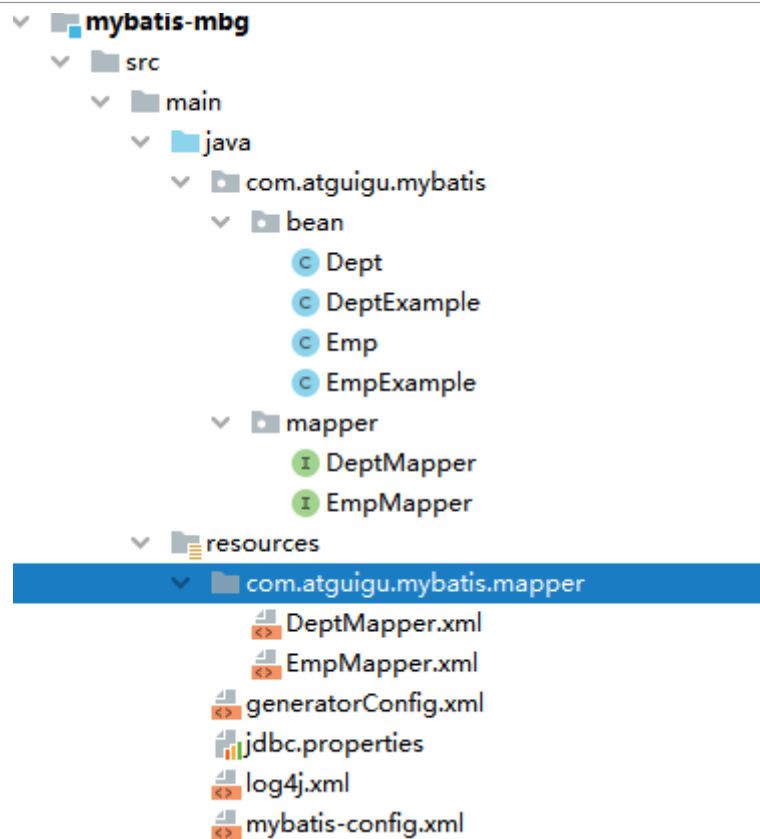 mybatis-mbg
src
main
java
com.atguigu.mybatis
bean
C Dept
C DeptExample
C Emp
C EmpExample
mapper
I DeptMapper
I EmpMapper
resources
com.atguigu.mybatis.mapper
DeptMapper.xml
EmpMapper.xml
generatorConfig.xml
jdbc.properties
log4j.xml
mybatis-config.xml